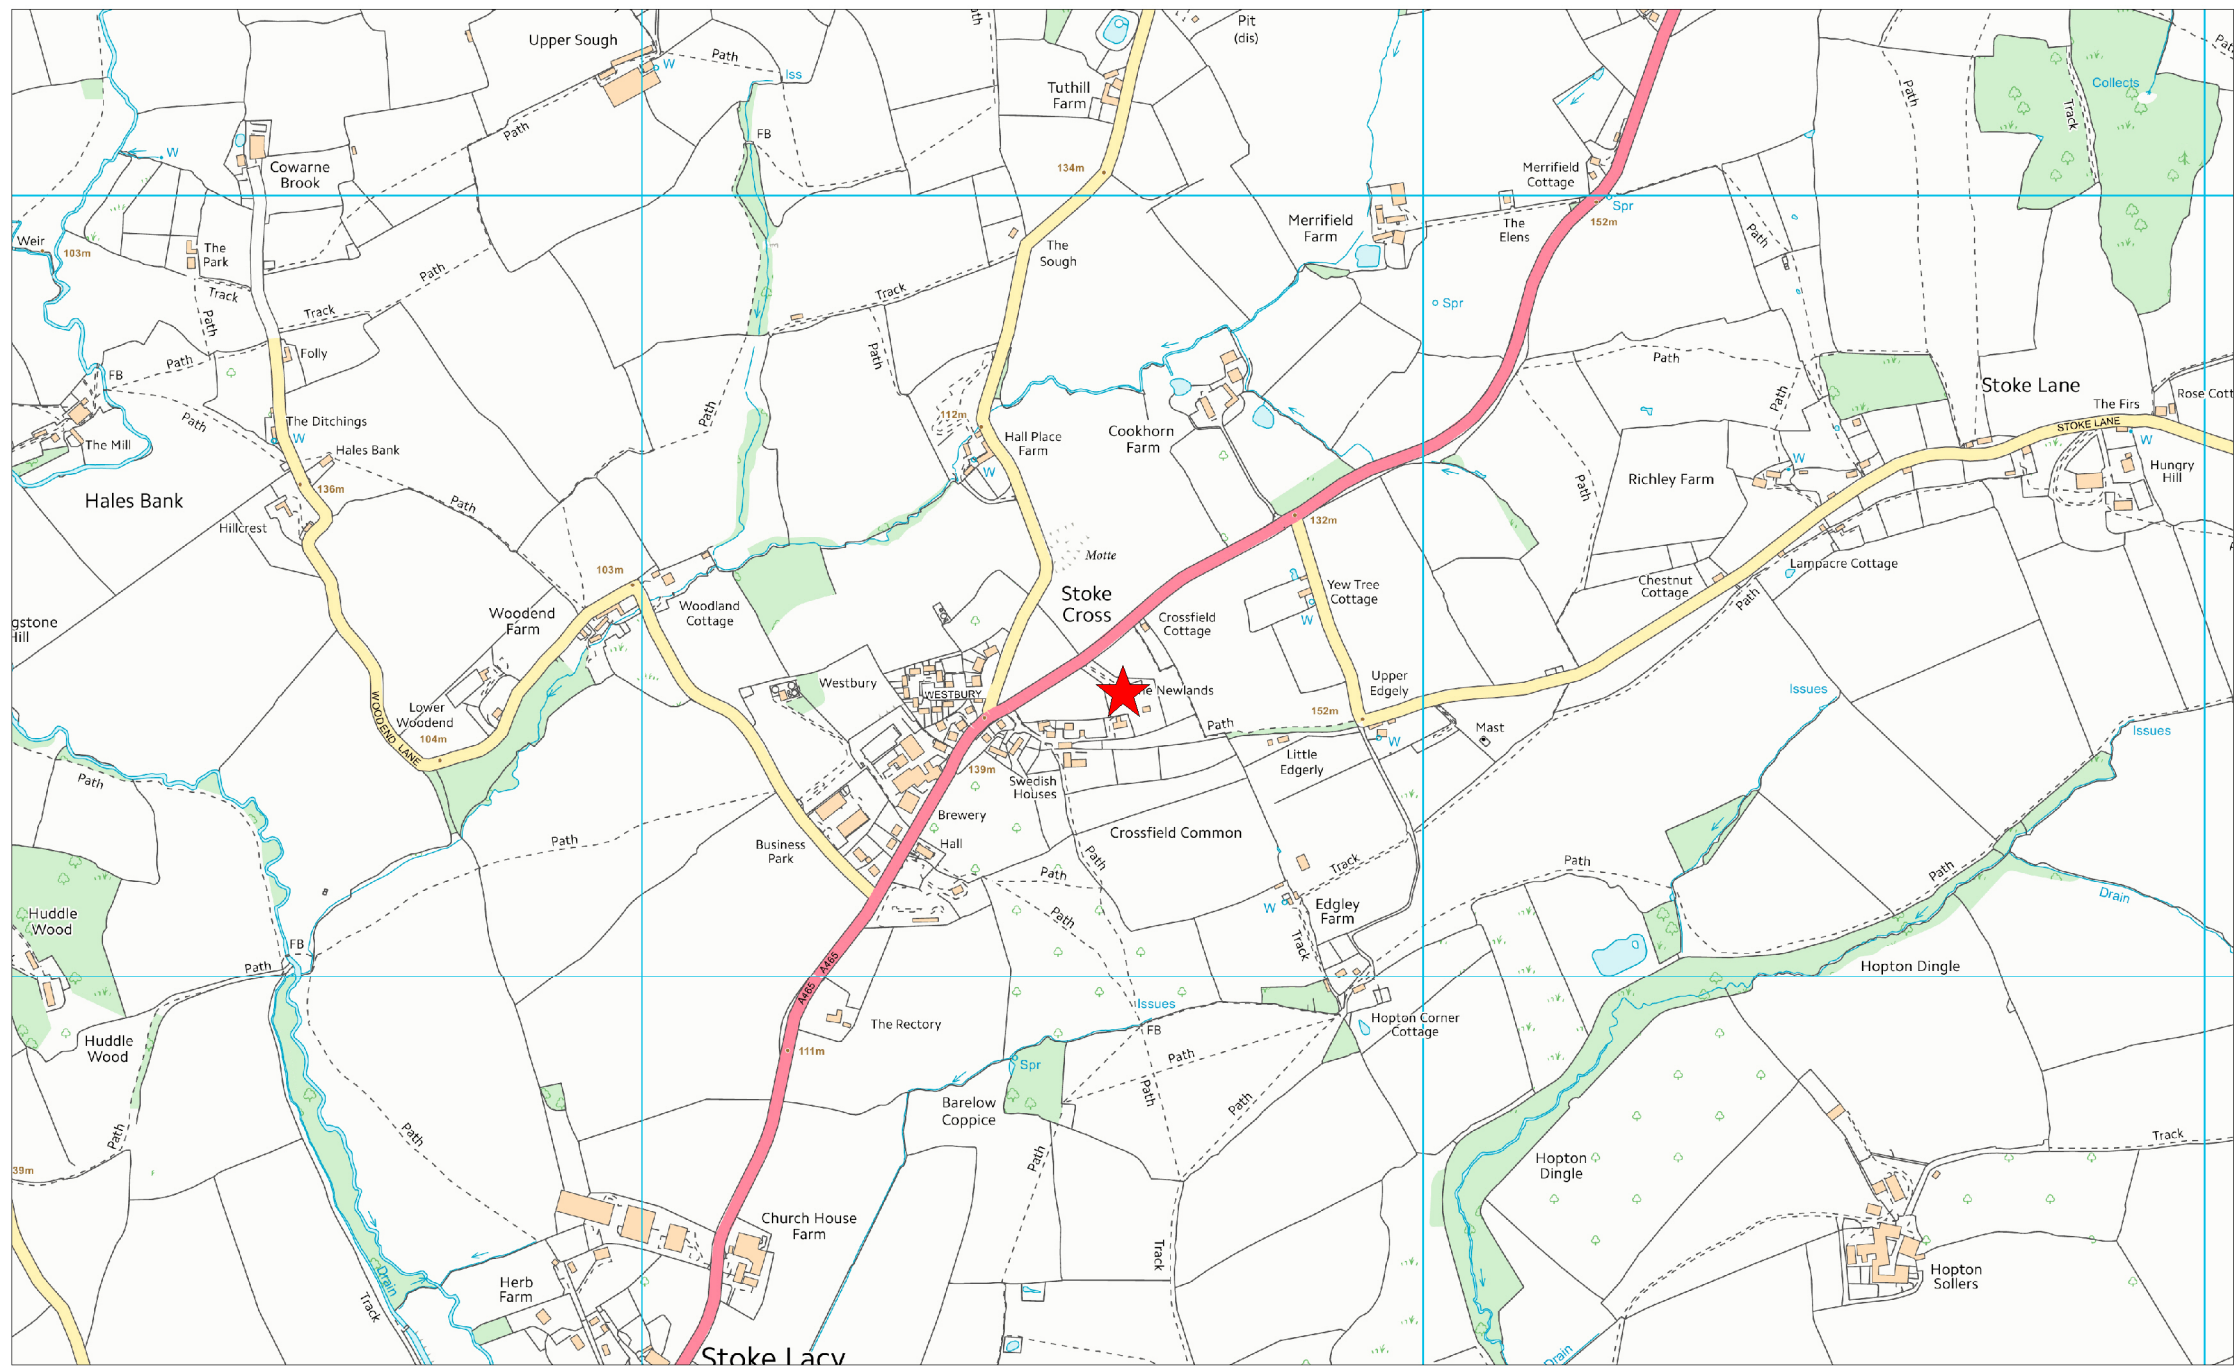 Upper Sough
W
Path
Iss
Pit
(dis)
Tuthill
Farm
Path
FB
Collects
Path
Track
W
Cowarne
Brook
134m
Merrifield
Cottage
Spr
152m
Weir
103m
The
Park
Track
Path
Path
The
Sough
Merrifield
Farm
The
Elens
Path
Track
Track
Spr
Path
Folly
Path
Path
Path
Stoke Lane
FB
Path
The Ditchings
W
The Mill
Path
112m
Hall Place
Farm
W
Cookhorn
Farm
Path
The Firs
STOKE LANE
W
Hungry
Hill
Hales Bank
Hales Bank
136m
Path
Hillcrest
Richley Farm
W
Path
132m
Motte
103m
Woodland
Cottage
Woodend
Farm
Stoke
Cross
Crossfield
Cottage
Yew Tree
Cottage
W
Chestnut
Cottage
Lampacre Cottage
Path
Westbury
WESTBURY
Newlands
Upper
Edgely
152m
W
Mast
Issues
Issues
Lower
Woodend
104m
WOODEND LANE
Path
139m
Swedish
Houses
Little
Edgerly
Path
Path
Business
Park
Brewery
Hall
Crossfield Common
Path
Path
Path
Track
W
Edgley
Farm
Track
Path
Path
Drain
Huddle
Wood
FB
Path
A465
A465
Hopton Dingle
The Rectory
111m
Issues
FB
Hopton Corner
Cottage
Huddle
Wood
Path
Path
Spr
Barelow
Coppice
Path
Path
Path
Path
39m
Hopton
Dingle
Track
Church House
Farm
Herb
Farm
Drain
Track
Track
Hopton
Sollers
Drain
Stoke Lacy